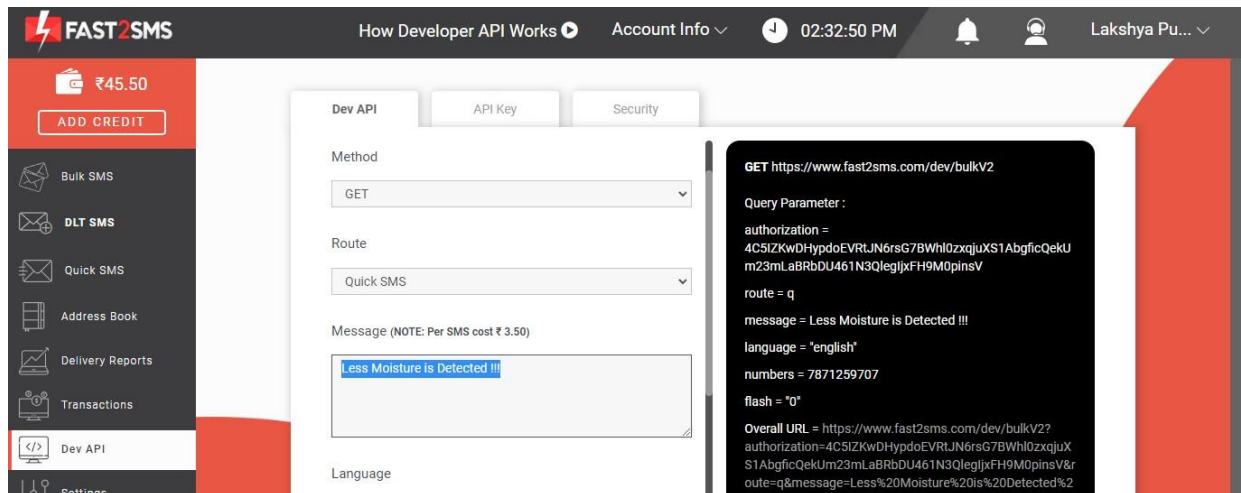 FAST2SMS
How Developer API Works
Account Info
02:32:50 PM
Lakshya Pu...
₹45.50
ADD CREDIT
Bulk SMS
DLT SMS
Quick SMS
Address Book
Delivery Reports
Transactions
Dev API
Settings
Dev API
API Key
Security
Method
GET
Route
Quick SMS
Message (NOTE: Per SMS cost ₹ 3.50)
Less Moisture is Detected !!!
Language
GET https://www.fast2sms.com/dev/bulkV2
Query Parameter :
authorization =
4C5IZKwDHypdoEVRtJN6rsG7BWhl0zxqjuXS1AbgficQekU
m23mLaBRbDU461N3QlegIjxFH9M0pinsV
route = q
message = Less Moisture is Detected !!!
language = "english"
numbers = 7871259707
flash = "0"
Overall URL = https://www.fast2sms.com/dev/bulkV2?
authorization=4C5IZKwDHypdoEVRtJN6rsG7BWhl0zxqjuX
S1AbgficQekUm23mLaBRbDU461N3QlegIjxFH9M0pinsV&r
oute=q&message=Less%20Moisture%20is%20Detected%2